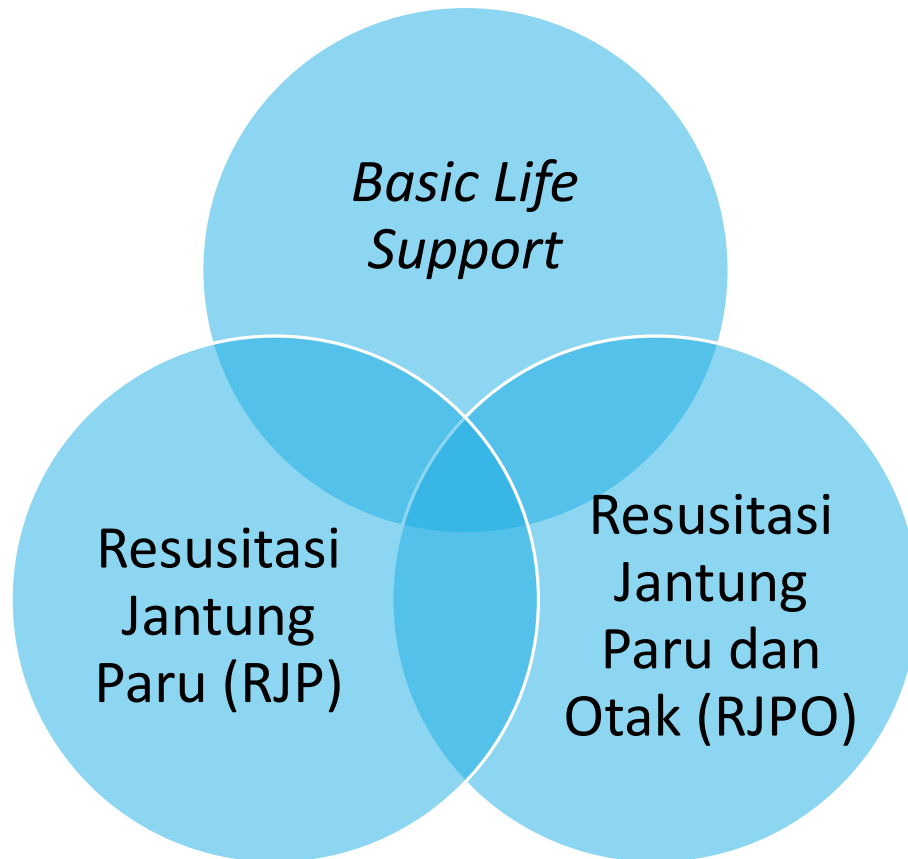 Basic Life
Support
Resusitasi
Jantung
Paru (RJP)
Resusitasi
Jantung
Paru dan
Otak (RJPO)